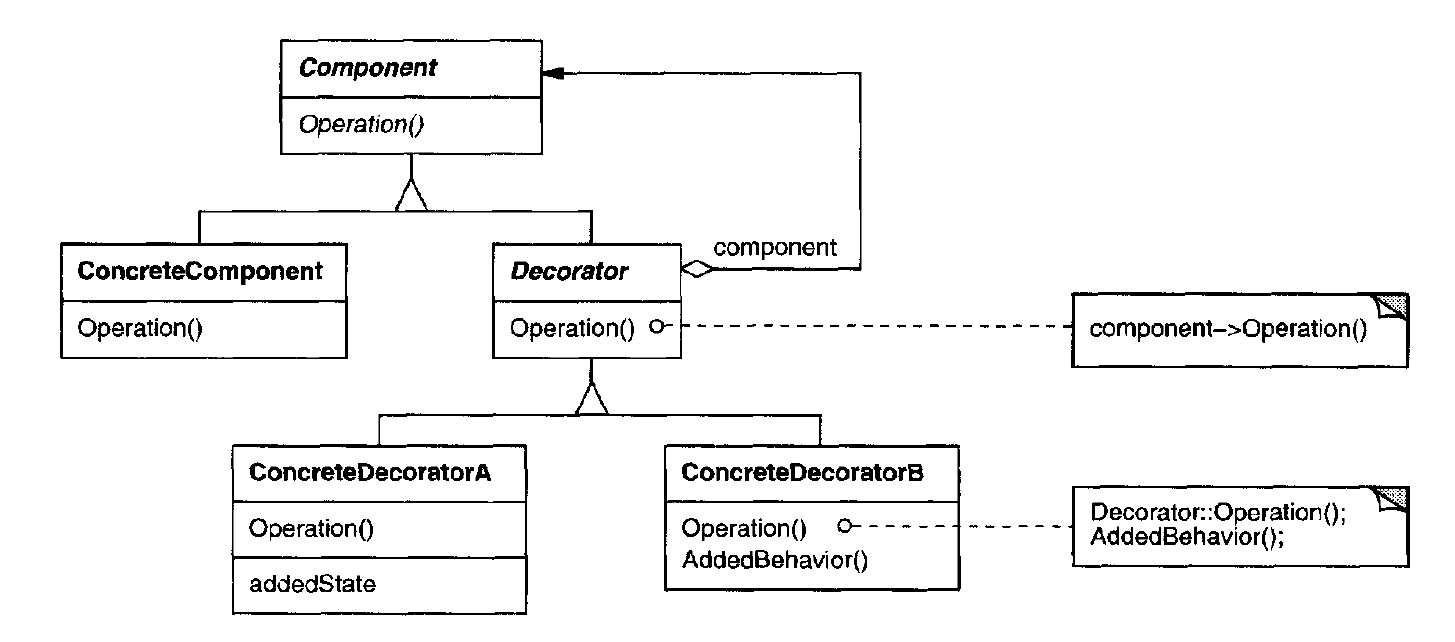 Component
Operation()
component
ConcreteComponent
Operation()
Decorator
Operation()
component->Operation()
ConcreteDecoratorA
Operation()
addedState
ConcreteDecoratorB
Operation()
AddedBehavior()
Decorator::Operation();
AddedBehavior();